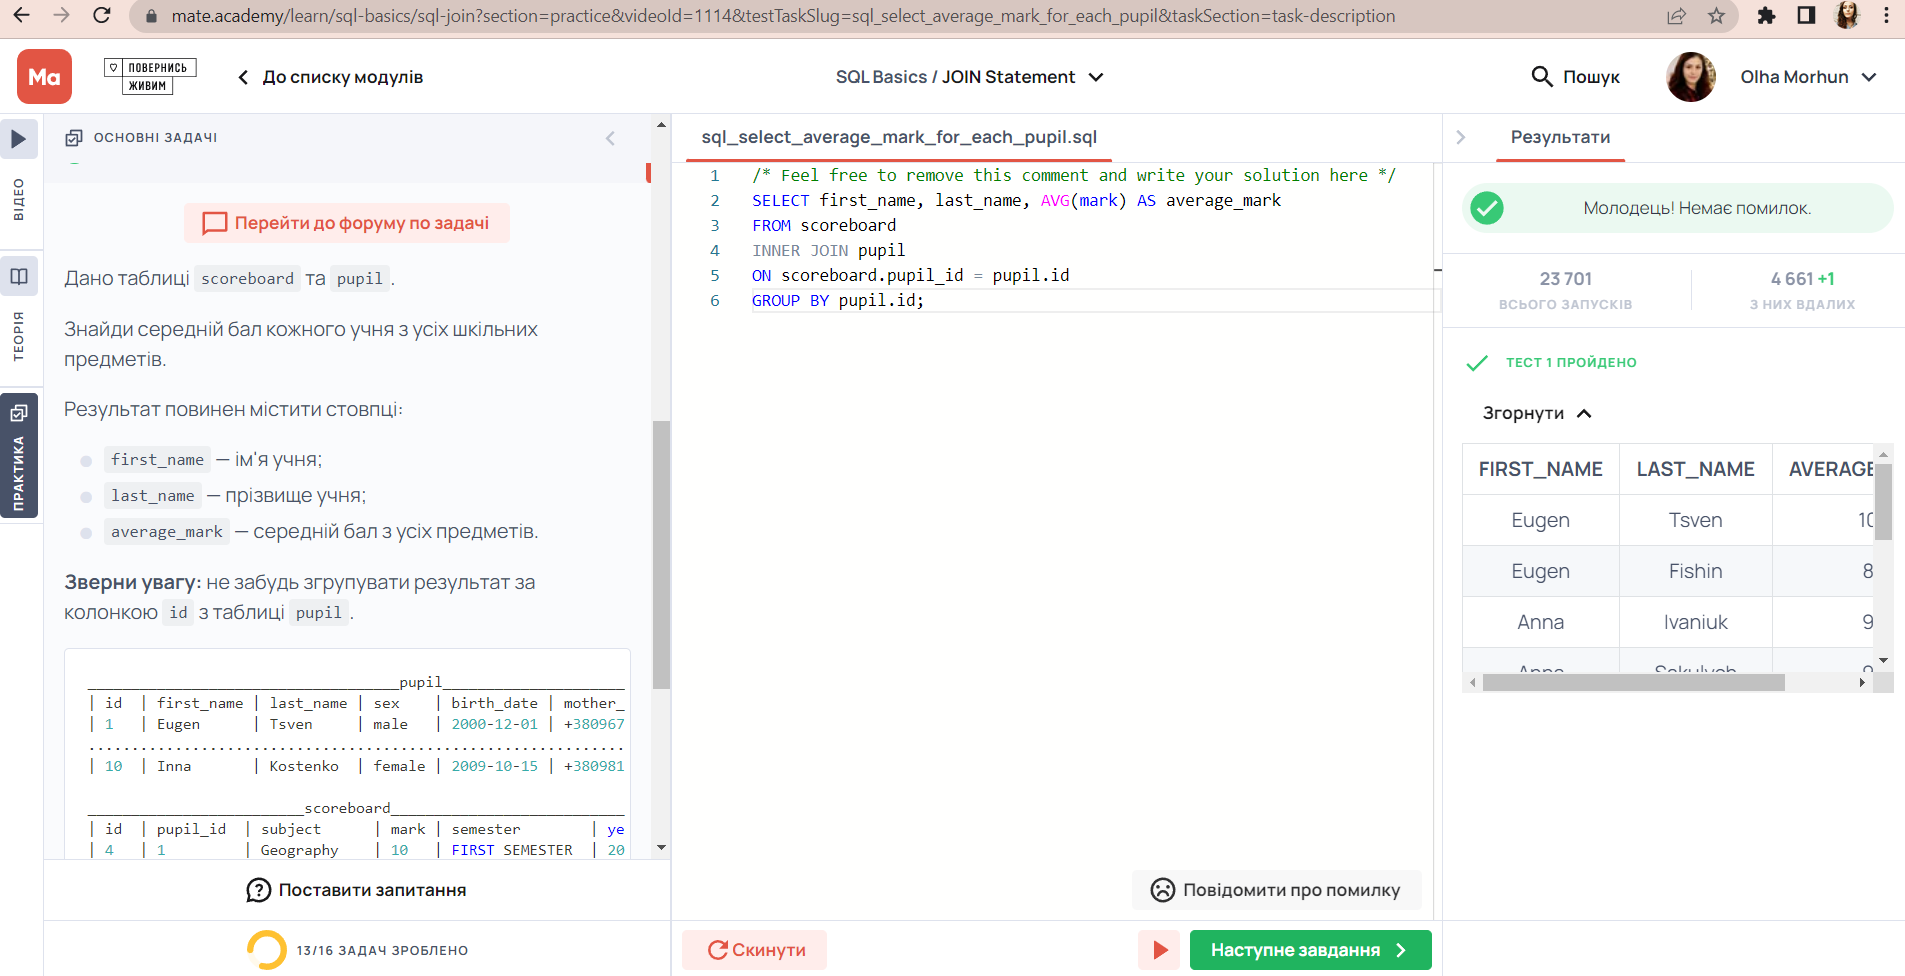 mate.academy/learn/sql-basics/sql-join?section=practice&videoId=1114&testTaskSlug=sql_select_average_mark_for_each_pupil&taskSection=task-description
Ma
ПОВЕРНИСЬ
ЖИВИМ
До списку модулів
SQL Basics / JOIN Statement
Пошук
Olha Morhun
ВІДЕО
ТЕОРІЯ
ПРАКТИКА
ОСНОВНІ ЗАДАЧІ
Перейти до форуму по задачі
Дано таблиці scoreboard та pupil.
Знайди середній бал кожного учня з усіх шкільних
предметів.
Результат повинен містити стовпці:
first_name — ім'я учня;
last_name — прізвище учня;
average_mark — середній бал з усіх предметів.
Зверни увагу: не забудь згрупувати результат за
колонкою id з таблиці pupil.
____________________________________pupil_____________________
| id | first_name | last_name | sex | birth_date | mother_
| 1 | Eugen | Tsven | male | 2000-12-01 | +380967
..............................................................
| 10 | Inna | Kostenko | female | 2009-10-15 | +380981
_________________________scoreboard___________________________
| id | pupil_id | subject | mark | semester | ye
| 4 | 1 | Geography | 10 | FIRST SEMESTER | 20
Поставити запитання
13/16 ЗАДАЧ ЗРОБЛЕНО
sql_select_average_mark_for_each_pupil.sql
1 /* Feel free to remove this comment and write your solution here */
2 SELECT first_name, last_name, AVG(mark) AS average_mark
3 FROM scoreboard
4 INNER JOIN pupil
5 ON scoreboard.pupil_id = pupil.id
6 GROUP BY pupil.id;
Повідомити про помилку
Скинути
Наступне завдання
Результати
Молодець! Немає помилок.
23 701
ВСЬОГО ЗАПУСКІВ
4 661 +1
З НИХ ВДАЛИХ
ТЕСТ 1 ПРОЙДЕНО
Згорнути
FIRST_NAME LAST_NAME AVERAGE
Eugen Tsven 10
Eugen Fishin 8
Anna Ivaniuk 9